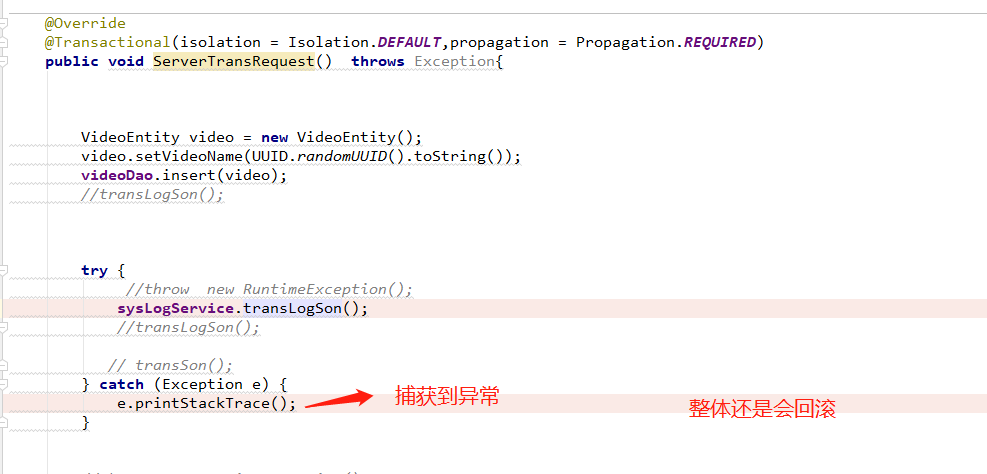 @Override
@Transactional(isolation = Isolation.DEFAULT,propagation = Propagation.REQUIRED)
public void ServerTransRequest()  throws Exception{
VideoEntity video = new VideoEntity();
video.setVideoName(UUID.randomUUID().toString());
videoDao.insert(video);
//transLogSon();
try {
//throw  new RuntimeException();
sysLogService.transLogSon();
//transLogSon();
// transSon();
} catch (Exception e) {
e.printStackTrace(); 捕获到异常 整体还是会回滚
}